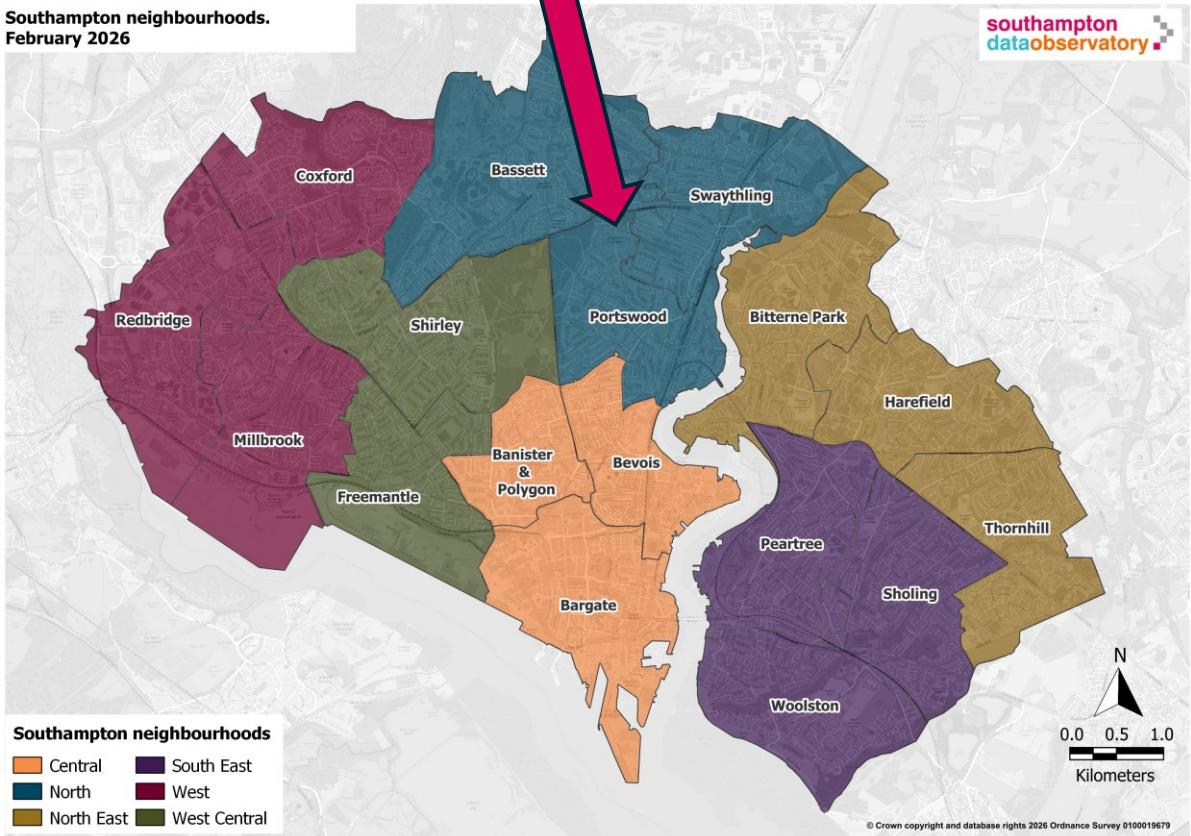 Southampton neighbourhoods.
February 2026
southampton
dataobservatory
Coxford
Bassett
Swaythling
Redbridge
Shirley
Portswood
Bitterne Park
Harefield
Millbrook
Banister
&
Polygon
Bevois
Freemantle
Thornhill
Peartree
Sholing
Bargate
Woolston
N
0.0 0.5 1.0
Kilometers
Southampton neighbourhoods
Central South East
North West
North East West Central
© Crown copyright and database rights 2026 Ordnance Survey 0100019679